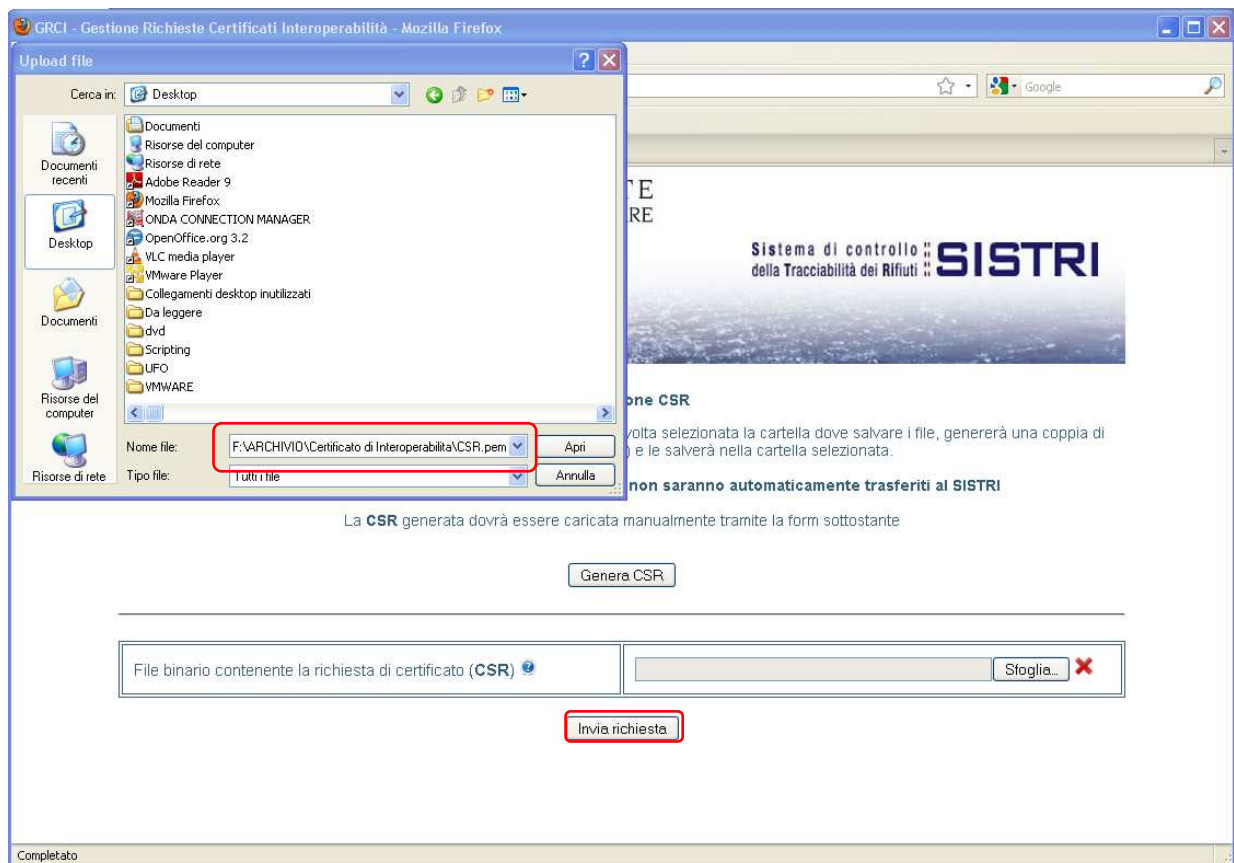 GRCI - Gestione Richieste Certificati Interoperabilità - Mozilla Firefox
Upload file
Cerca in:
Desktop
Google
Documenti recenti
Desktop
Documenti
Risorse del computer
Risorse di rete
Documenti
Risorse del computer
Risorse di rete
Adobe Reader 9
Mozilla Firefox
ONDA CONNECTION MANAGER
OpenOffice.org 3.2
VLC media player
VMware Player
Collegamenti desktop inutilizzati
Da leggere
dvd
Scripting
UFO
VMWARE
Nome file:
F:\ARCHIVIO\Certificato di Interoperabilita\CSR.pem
Apri
Tipo file:
Tutti i file
Annulla
TE
RE
Sistema di controllo
della Tracciabilità dei Rifiuti
SISTRI
one CSR
volta selezionata la cartella dove salvare i file, genererà una coppia di
) e le salverà nella cartella selezionata.
non saranno automaticamente trasferiti al SISTRI
La CSR generata dovrà essere caricata manualmente tramite la form sottostante
Genera CSR
File binario contenente la richiesta di certificato (CSR)
Sfoglia...
Invia richiesta
Completato